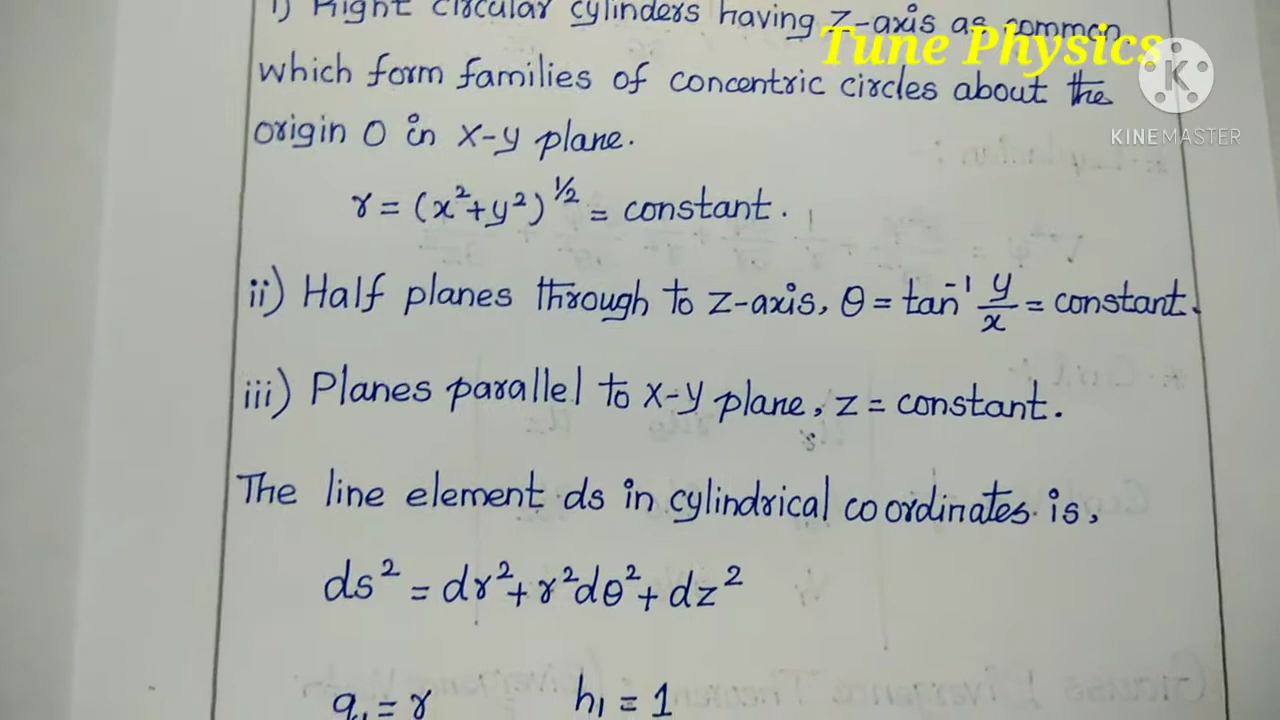 i) Right circular cylinders having z-axis as common
Tune Physics
K
KINEMASTER
which form families of concentric circles about the
origin O in x-y plane.
r = (x²+y²)^1/2 = constant.
ii) Half planes through to z-axis, θ = tan⁻¹ y/x = constant.
iii) Planes parallel to x-y plane, z = constant.
The line element ds in cylindrical coordinates is,
ds² = dr² + r²dθ² + dz²
q₁ = r h₁ = 1